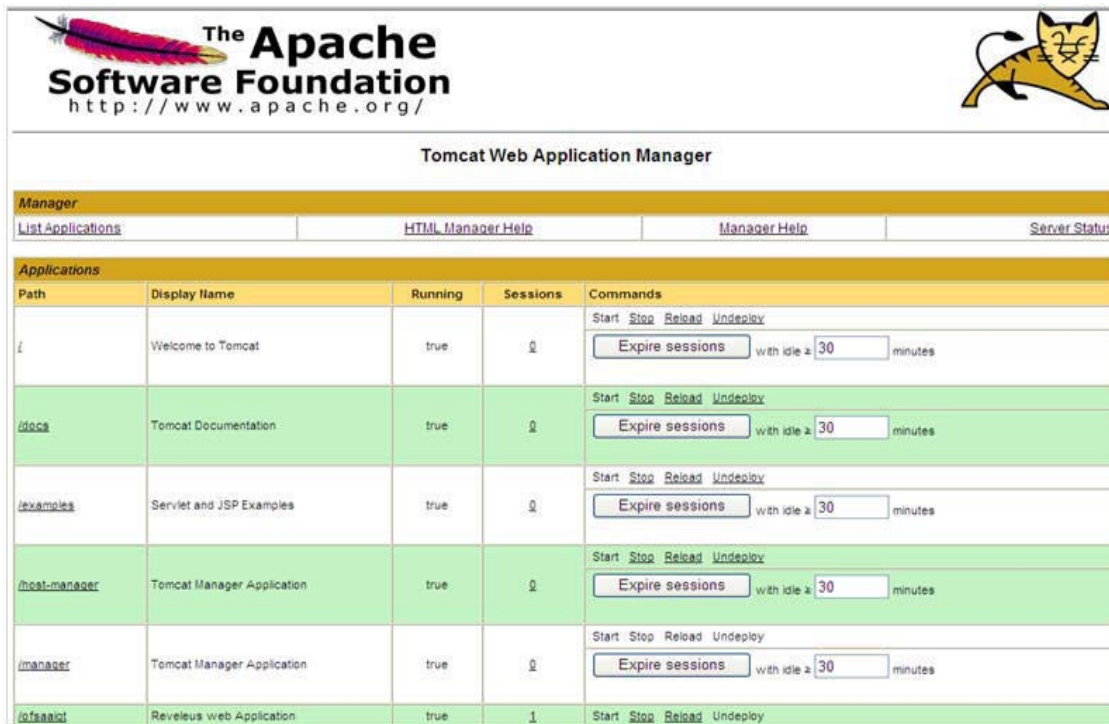 The Apache
Software Foundation
http://www.apache.org/
Tomcat Web Application Manager
Manager
List Applications HTML Manager Help Manager Help Server Status
Applications
Path Display Name Running Sessions Commands
Start Stop Reload Undeploy
/ Welcome to Tomcat true 0 Expire sessions with idle ≥ 30 minutes
Start Stop Reload Undeploy
/docs Tomcat Documentation true 0 Expire sessions with idle ≥ 30 minutes
Start Stop Reload Undeploy
/examples Servlet and JSP Examples true 0 Expire sessions with idle ≥ 30 minutes
Start Stop Reload Undeploy
/host-manager Tomcat Manager Application true 0 Expire sessions with idle ≥ 30 minutes
Start Stop Reload Undeploy
/manager Tomcat Manager Application true 0 Expire sessions with idle ≥ 30 minutes
Reveleus web Application true 1 Start Stop Reload Undeploy